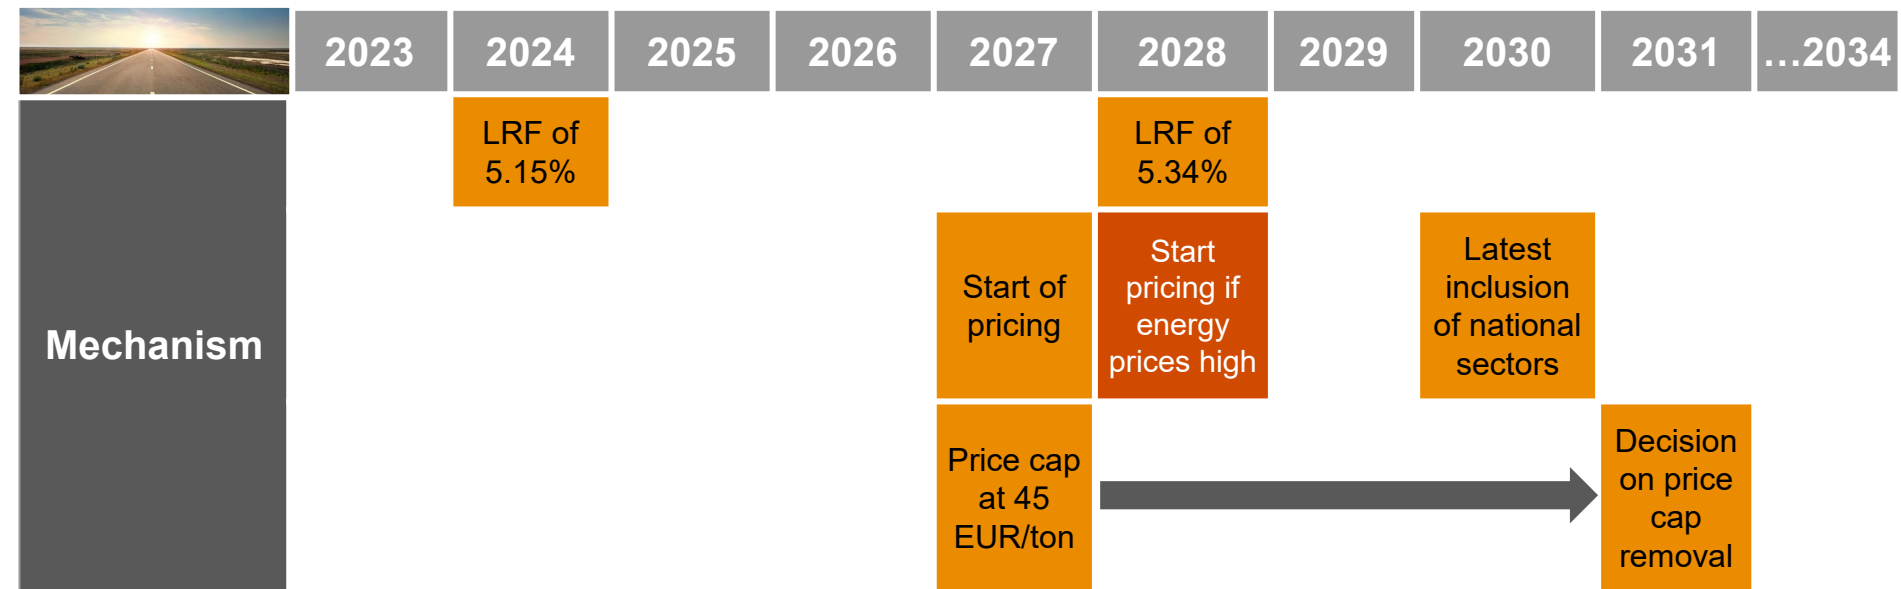 2023 2024 2025 2026 2027 2028 2029 2030 2031 ...2034
Mechanism
LRF of
5.15%
LRF of
5.34%
Start of
pricing
Start
pricing if
energy
prices high
Latest
inclusion
of national
sectors
Price cap
at 45
EUR/ton
Decision
on price
cap
removal